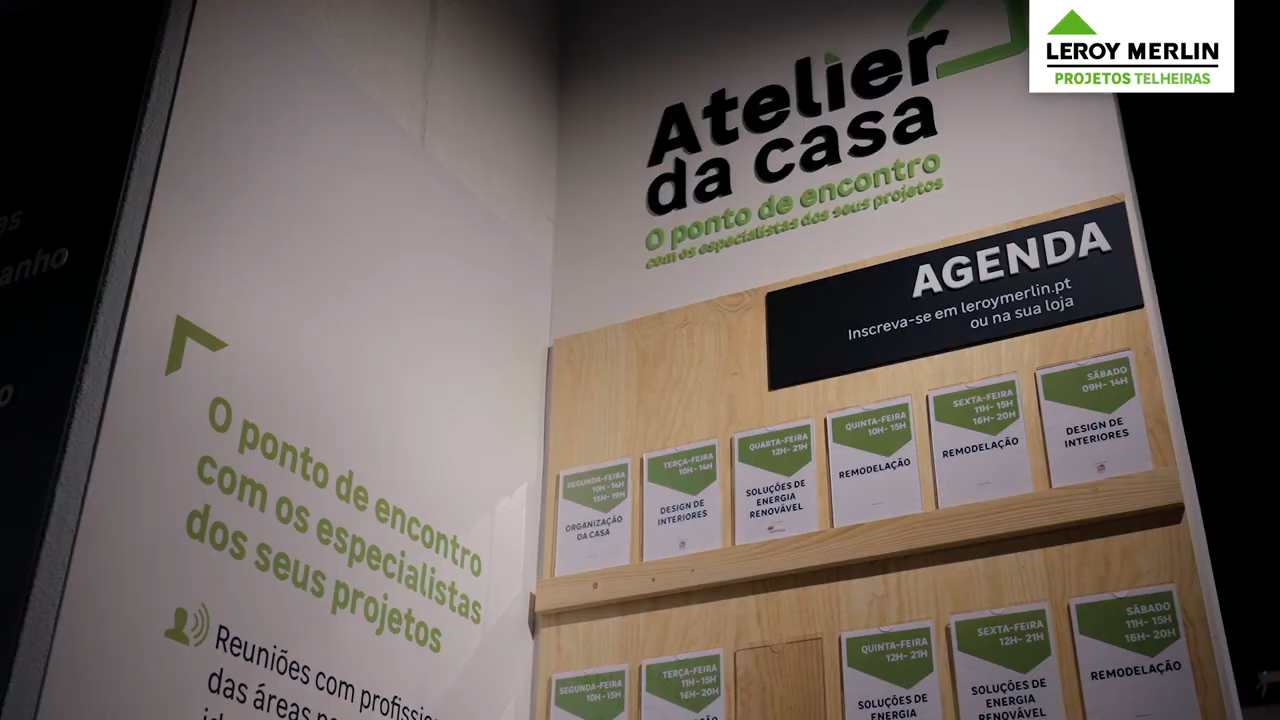 LEROY MERLIN
PROJETOS TELHEIRAS
Atelier
da casa
O ponto de encontro
com os especialistas dos seus projetos
AGENDA
Inscreva-se em leroymerlin.pt
ou na sua loja
SEGUNDA-FEIRA
10H-14H
15H-19H
ORGANIZAÇÃO
DA CASA
TERÇA-FEIRA
10H-14H
DESIGN DE
INTERIORES
QUARTA-FEIRA
12H-21H
SOLUÇÕES DE
ENERGIA
RENOVÁVEL
QUINTA-FEIRA
10H-15H
REMODELAÇÃO
SEXTA-FEIRA
11H-15H
16H-20H
REMODELAÇÃO
SÁBADO
09H-14H
DESIGN DE
INTERIORES
SEGUNDA-FEIRA
10H-15H
TERÇA-FEIRA
11H-15H
16H-20H
QUINTA-FEIRA
12H-21H
SOLUÇÕES DE
ENERGIA
SEXTA-FEIRA
12H-21H
SOLUÇÕES DE
ENERGIA
RENOVÁVEL
SÁBADO
11H-15H
16H-20H
REMODELAÇÃO
O ponto de encontro
com os especialistas
dos seus projetos
Reuniões com
das áreas